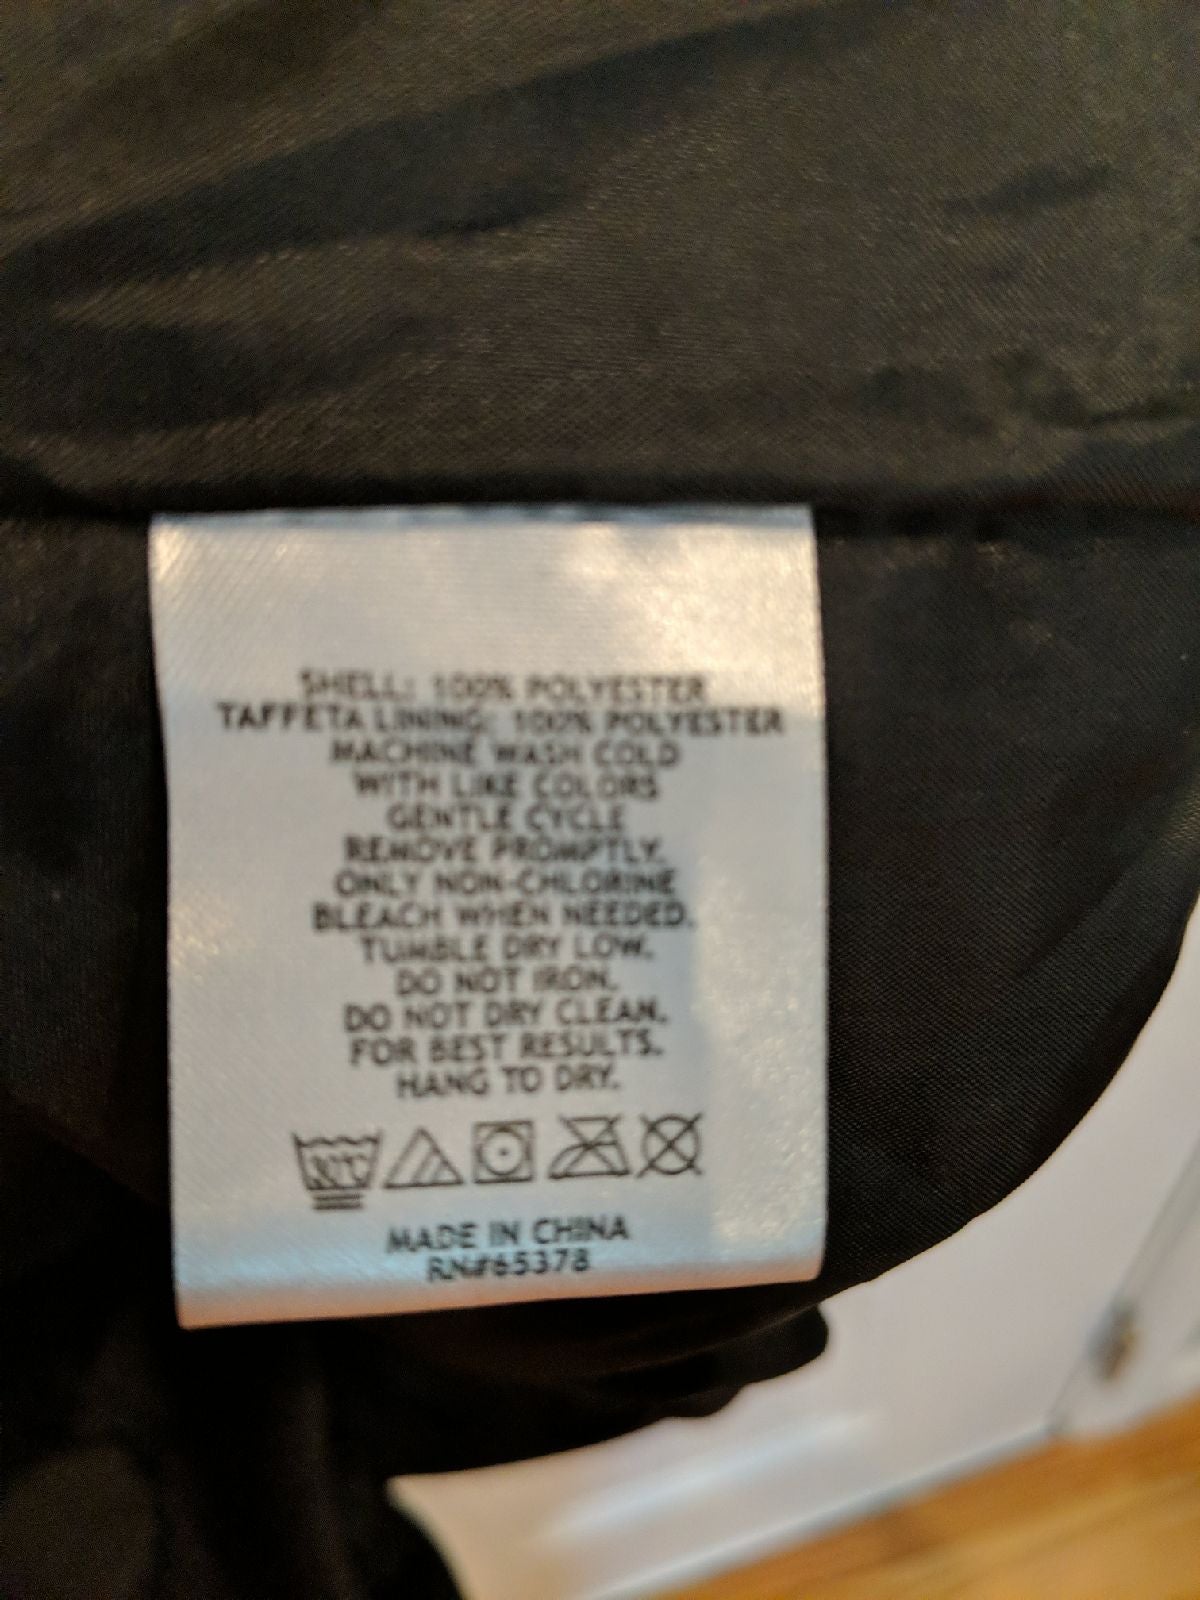 SHELL: 100% POLYESTER
TAFFETA LINING: 100% POLYESTER
MACHINE WASH COLD
WITH LIKE COLORS
GENTLE CYCLE
REMOVE PROMPTLY.
ONLY NON-CHLORINE
BLEACH WHEN NEEDED.
TUMBLE DRY LOW.
DO NOT IRON.
DO NOT DRY CLEAN.
FOR BEST RESULTS.
HANG TO DRY.
MADE IN CHINA
RN#65378